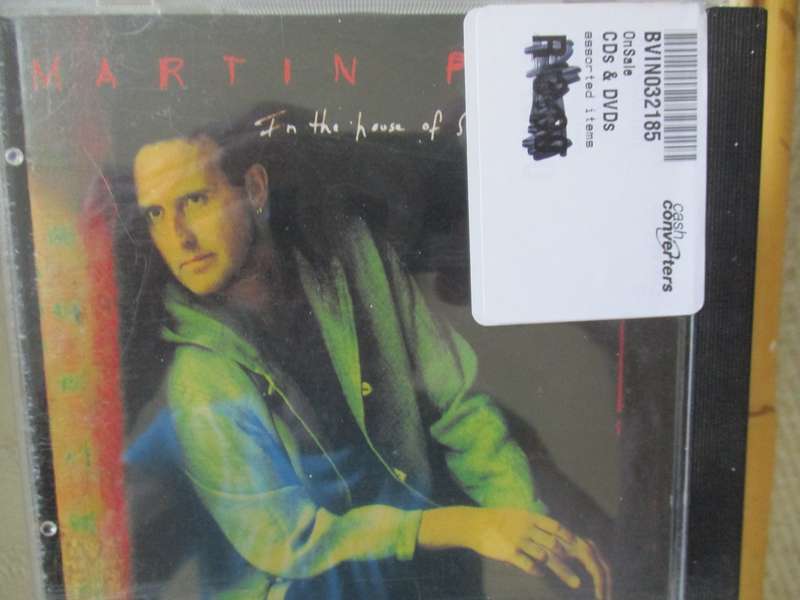 MARTIN P
In the house of S
BVIN032185
OnSale
CDs & DVDs
assorted items
cash
converters